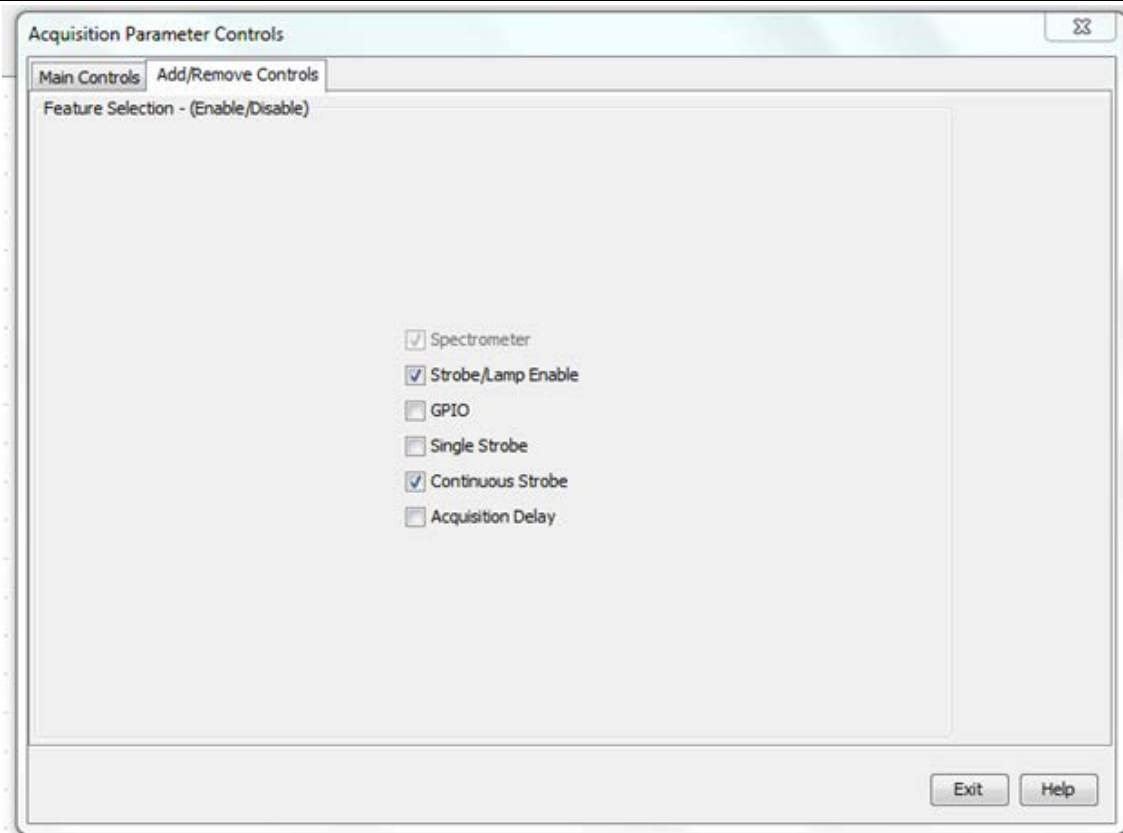 Acquisition Parameter Controls
Main Controls Add/Remove Controls
Feature Selection - (Enable/Disable)
Spectrometer
Strobe/Lamp Enable
GPIO
Single Strobe
Continuous Strobe
Acquisition Delay
Exit Help